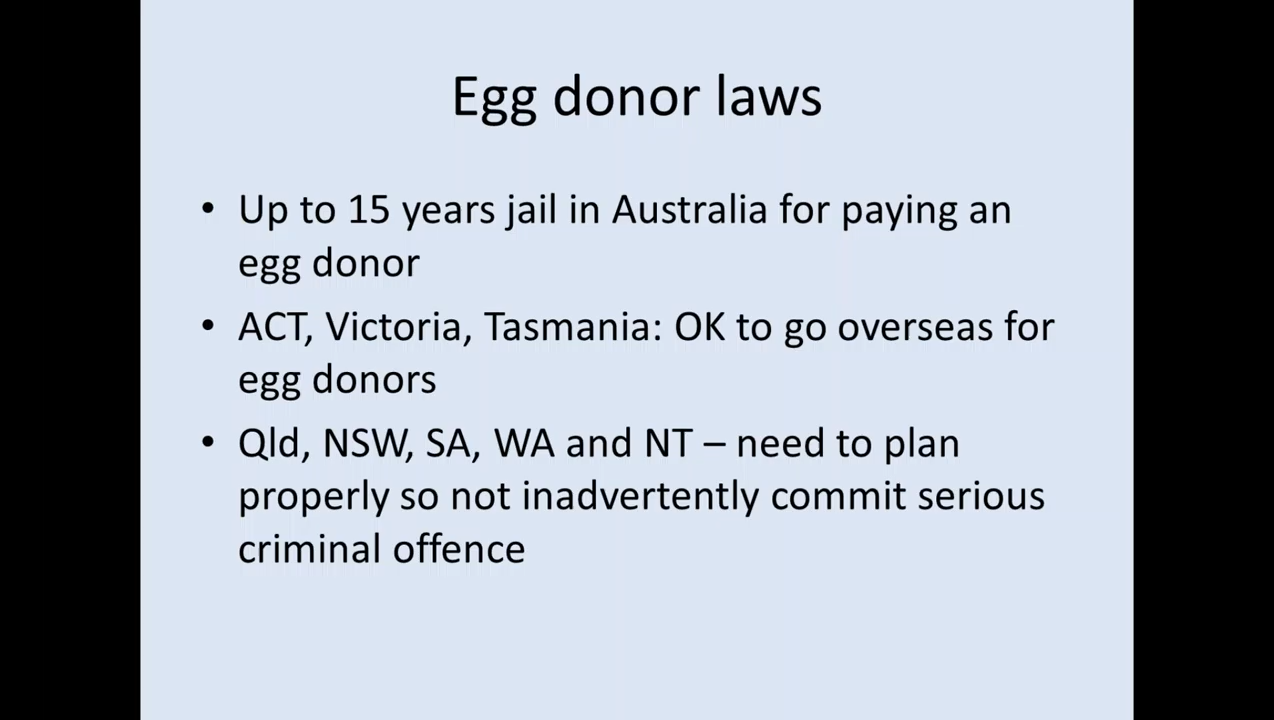 Egg donor laws
• Up to 15 years jail in Australia for paying an
egg donor
• ACT, Victoria, Tasmania: OK to go overseas for
egg donors
• Qld, NSW, SA, WA and NT – need to plan
properly so not inadvertently commit serious
criminal offence